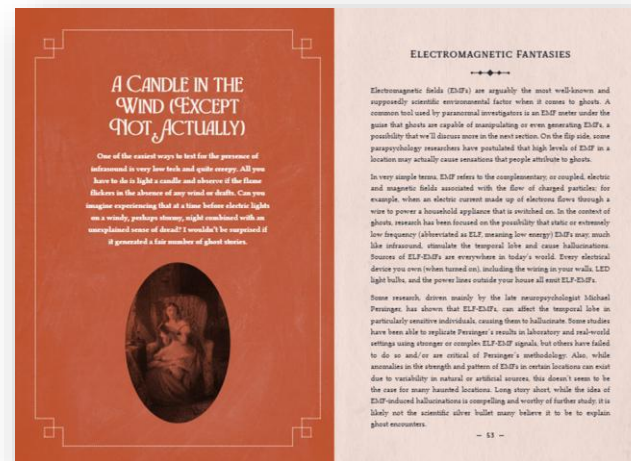 A CANDLE IN THE
WIND (EXCEPT
NOT, ACTUALLY)
One of the easiest ways to test for the presence of
infrasound is very low tech and quite creepy. All you
have to do is light a candle and observe if the flame
flickers in the absence of any wind or drafts. Can you
imagine experiencing that at a time before electric lights
on a windy, perhaps stormy, night combined with an
unexplained sense of dread? I wouldn't be surprised if
it generated a fair number of ghost stories.
ELECTROMAGNETIC FANTASIES
Electromagnetic fields (EMFs) are arguably the most well-known and
supposedly scientific environmental factor when it comes to ghosts. A
common tool used by paranormal investigators is an EMF meter under the
guise that ghosts are capable of manipulating or even generating EMFs, a
possibility that we'll discuss more in the next section. On the flip side, some
parapsychology researchers have postulated that high levels of EMF in a
location may actually cause sensations that people attribute to ghosts.
In very simple terms, EMF refers to the complementary, or coupled, electric
and magnetic fields associated with the flow of charged particles; for
example, when an electric current made up of electrons flows through a
wire to power a household appliance that is switched on. In the context of
ghosts, research has been focused on the possibility that static or extremely
low frequency (abbreviated as ELF, meaning low energy) EMFs may, much
like infrasound, stimulate the temporal lobe and cause hallucinations.
Sources of ELF-EMFs are everywhere in today's world. Every electrical
device you own (when turned on), including the wiring in your walls, LED
light bulbs, and the power lines outside your house all emit ELF-EMFs.
Some research, driven mainly by the late neuropsychologist Michael
Persinger, has shown that ELF-EMFs, can affect the temporal lobe in
particularly sensitive individuals, causing them to hallucinate. Some studies
have been able to replicate Persinger's results in laboratory and real-world
settings using stronger or complex ELF-EMF signals, but others have failed
to do so and/or are critical of Persinger's methodology. Also, while
anomalies in the strength and pattern of EMFs in certain locations can exist
due to variability in natural or artificial sources, this doesn't seem to be
the case for many haunted locations. Long story short, while the idea of
EMF-induced hallucinations is compelling and worthy of further study, it is
likely not the scientific silver bullet many believe it to be to explain
ghost encounters.
– 53 –